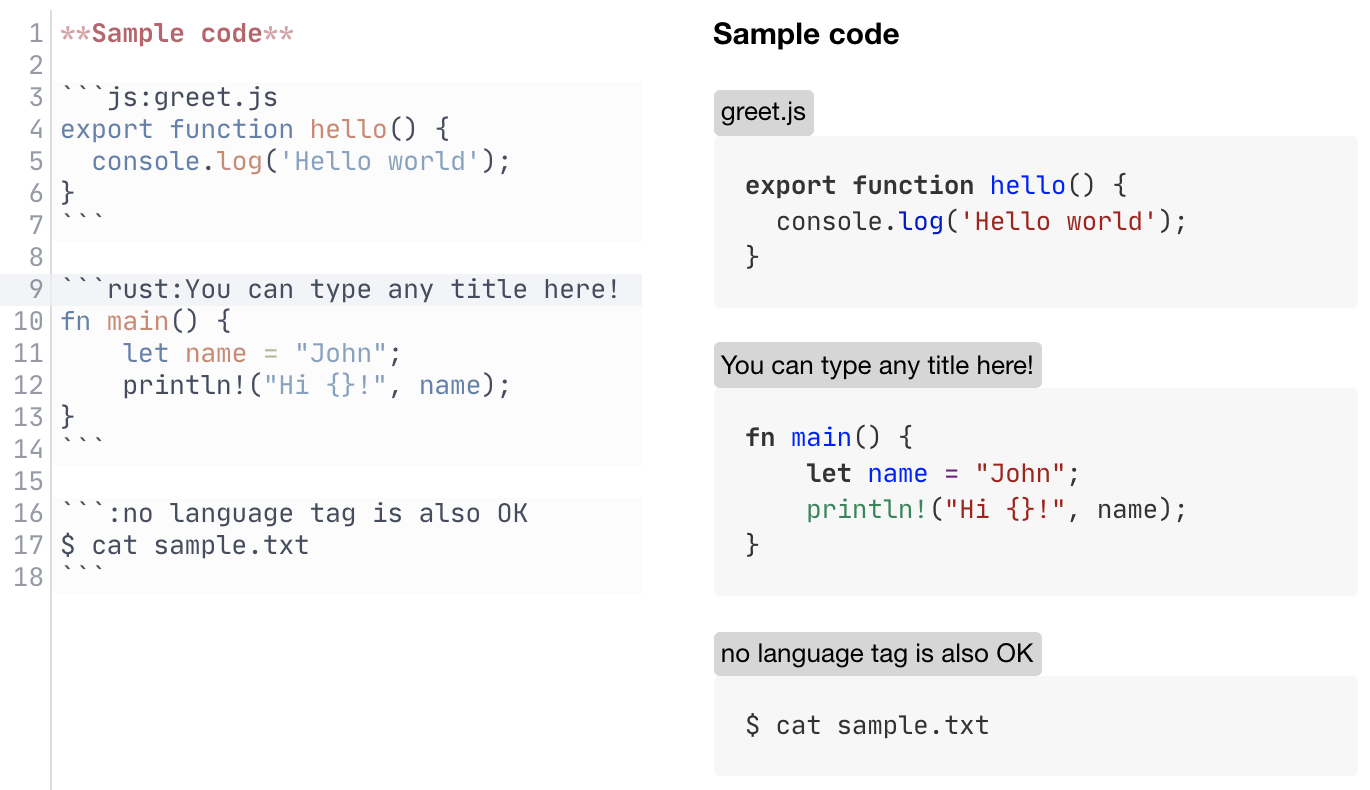 1 **Sample code**
2
3 ```js:greet.js
4 export function hello() {
5   console.log('Hello world');
6 }
7 ```
8
9 ```rust:You can type any title here!
10 fn main() {
11     let name = "John";
12     println!("Hi {}!", name);
13 }
14 ```
15
16 ```:no language tag is also OK
17 $ cat sample.txt
18 ```
Sample code
greet.js
export function hello() {
  console.log('Hello world');
}
You can type any title here!
fn main() {
    let name = "John";
    println!("Hi {}!", name);
}
no language tag is also OK
$ cat sample.txt